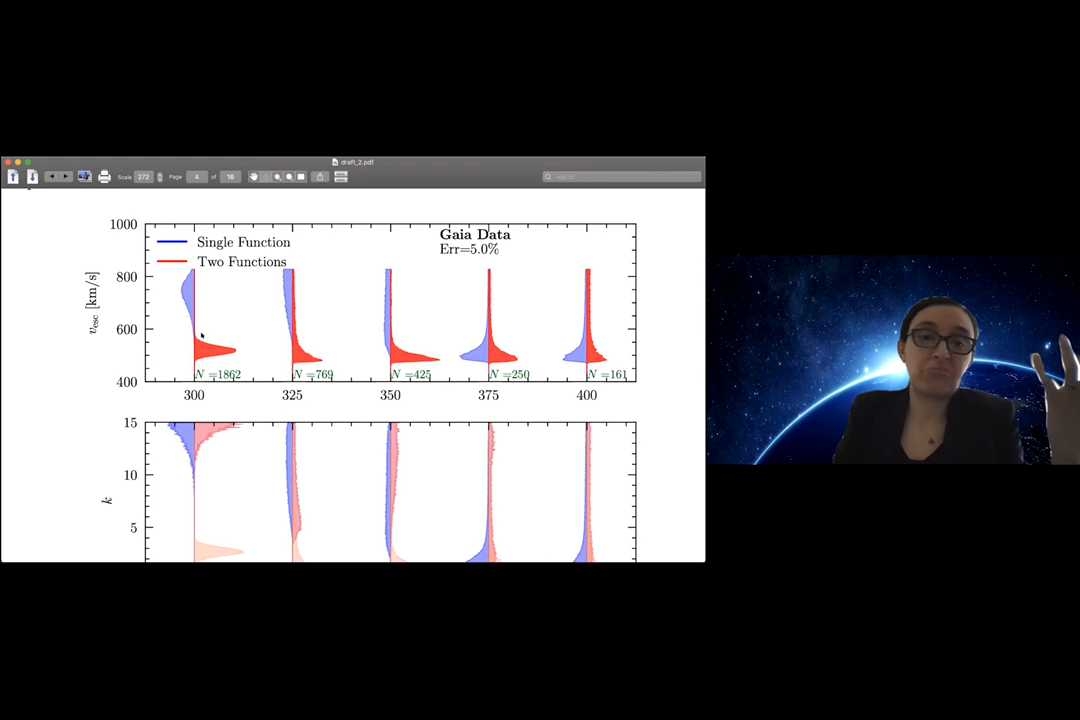 draft_2.pdf
Scale 272 Page 4 of 16
1000
Single Function
Gaia Data
Err=5.0%
Two Functions
800
v_esc [km/s]
600
N =1862 N =769 N =425 N =250 N =161
400
300 325 350 375 400
15
10
k
5